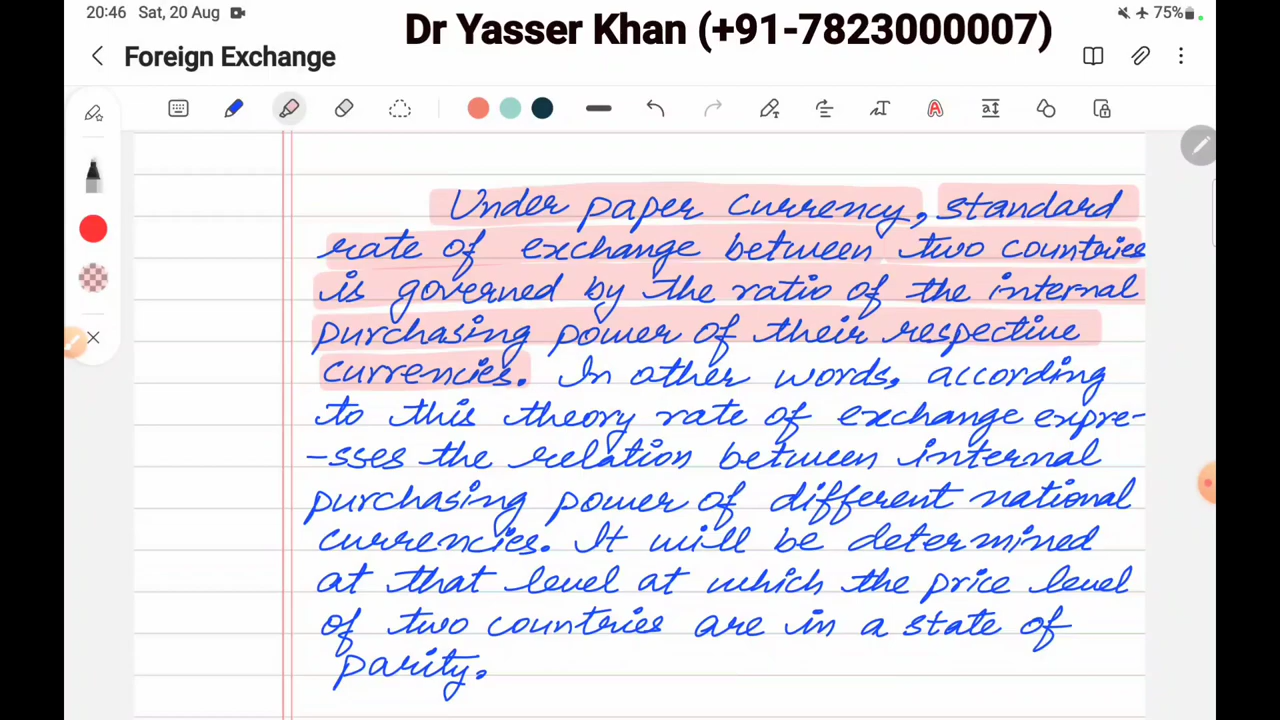 20:46 Sat, 20 Aug
75%
Dr Yasser Khan (+91-7823000007)
Foreign Exchange
Under paper currency, standard
rate of exchange between two countries
is governed by the ratio of the internal
purchasing power of their respective
currencies. In other words, according
to this theory rate of exchange expre-
-sses the relation between internal
purchasing power of different national
currencies. It will be determined
at that level at which the price level
of two countries are in a state of
parity.